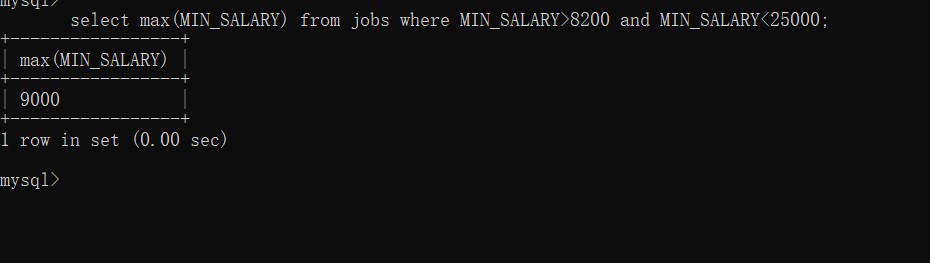 mysql>
select max(MIN_SALARY) from jobs where MIN_SALARY>8200 and MIN_SALARY<25000;
+-----------------+
| max(MIN_SALARY) |
+-----------------+
| 9000            |
+-----------------+
1 row in set (0.00 sec)
mysql>